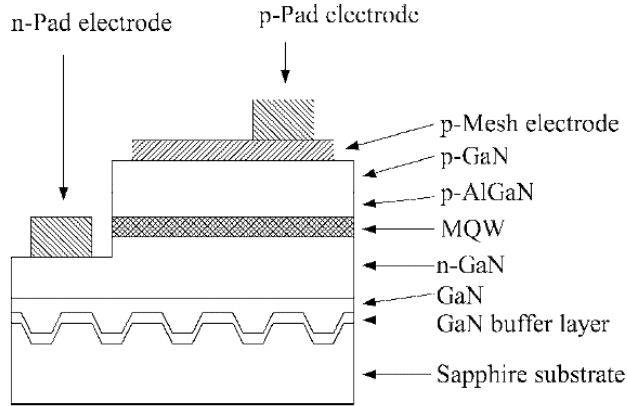 n-Pad electrode
p-Pad electrode
p-Mesh electrode
p-GaN
p-AlGaN
MQW
n-GaN
GaN
GaN buffer layer
Sapphire substrate